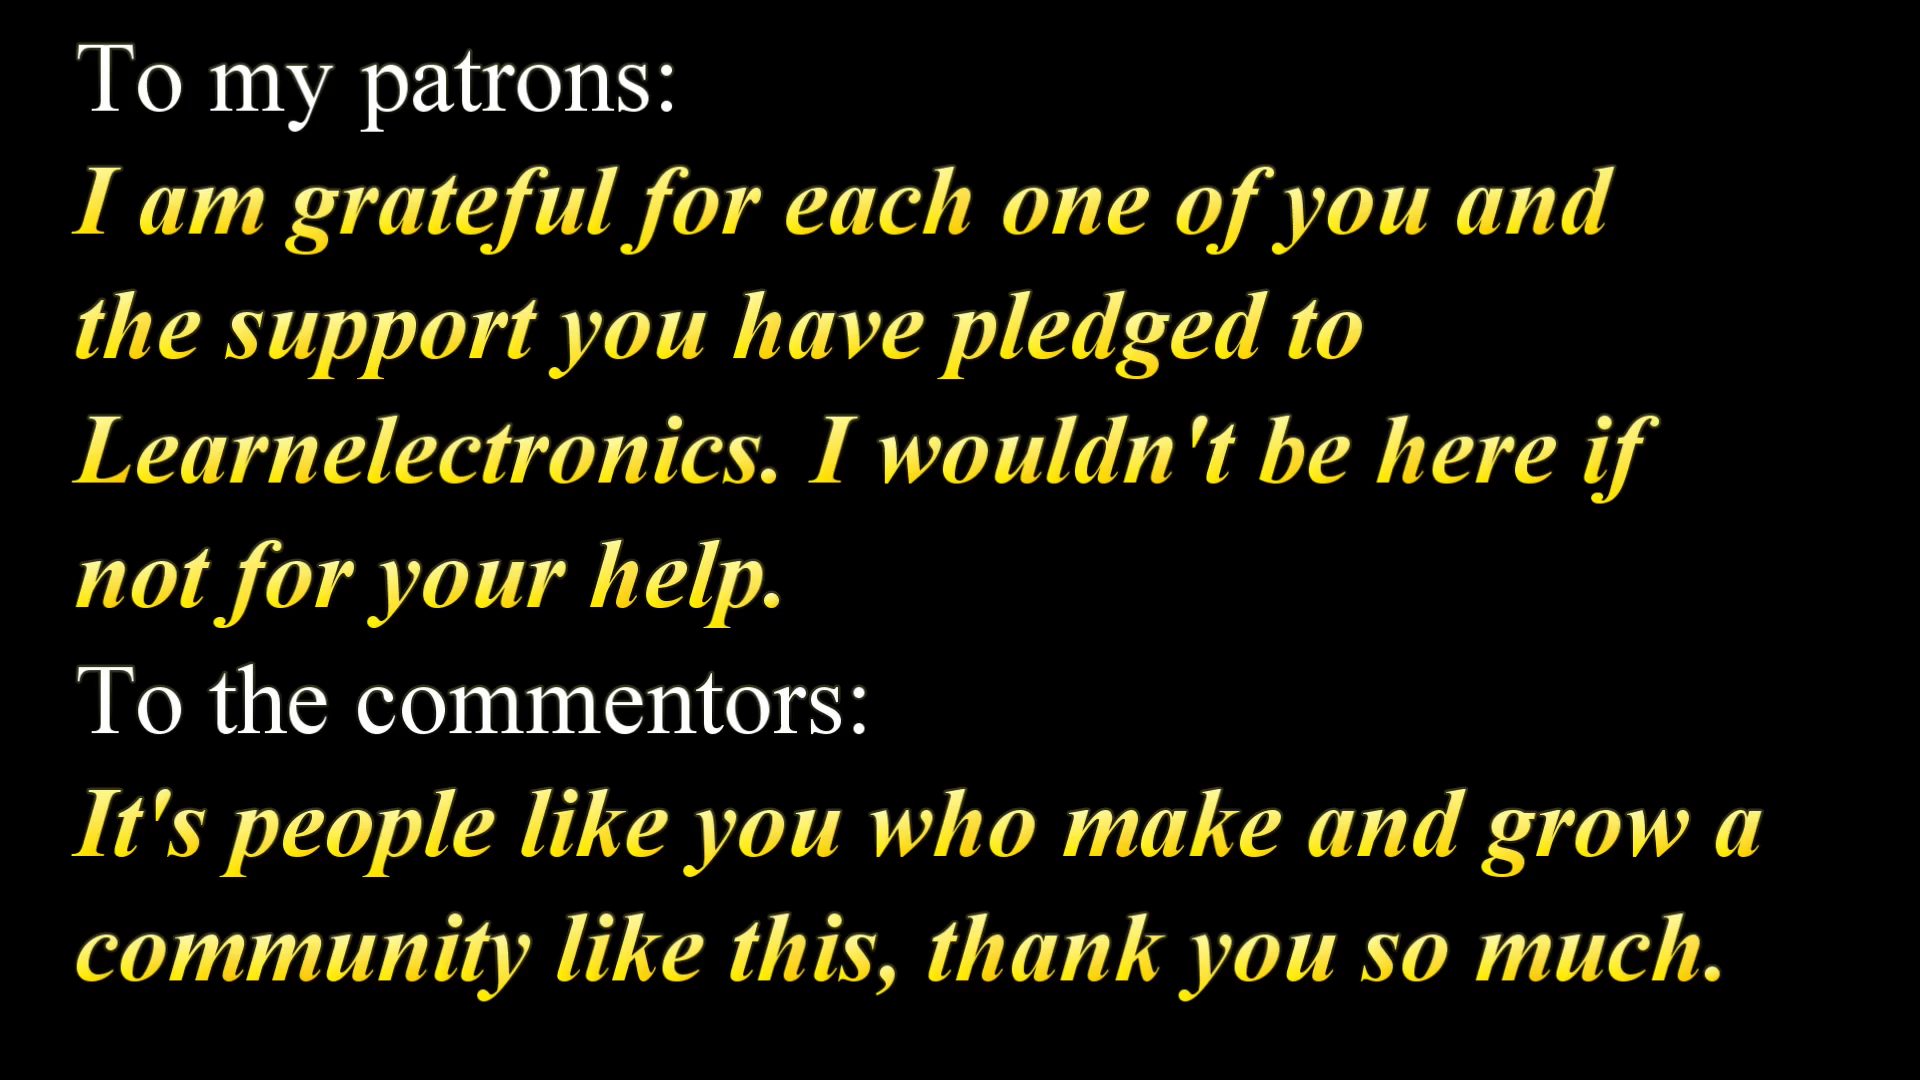 To my patrons:
I am grateful for each one of you and
the support you have pledged to
Learnelectronics. I wouldn't be here if
not for your help.
To the commentors:
It's people like you who make and grow a
community like this, thank you so much.